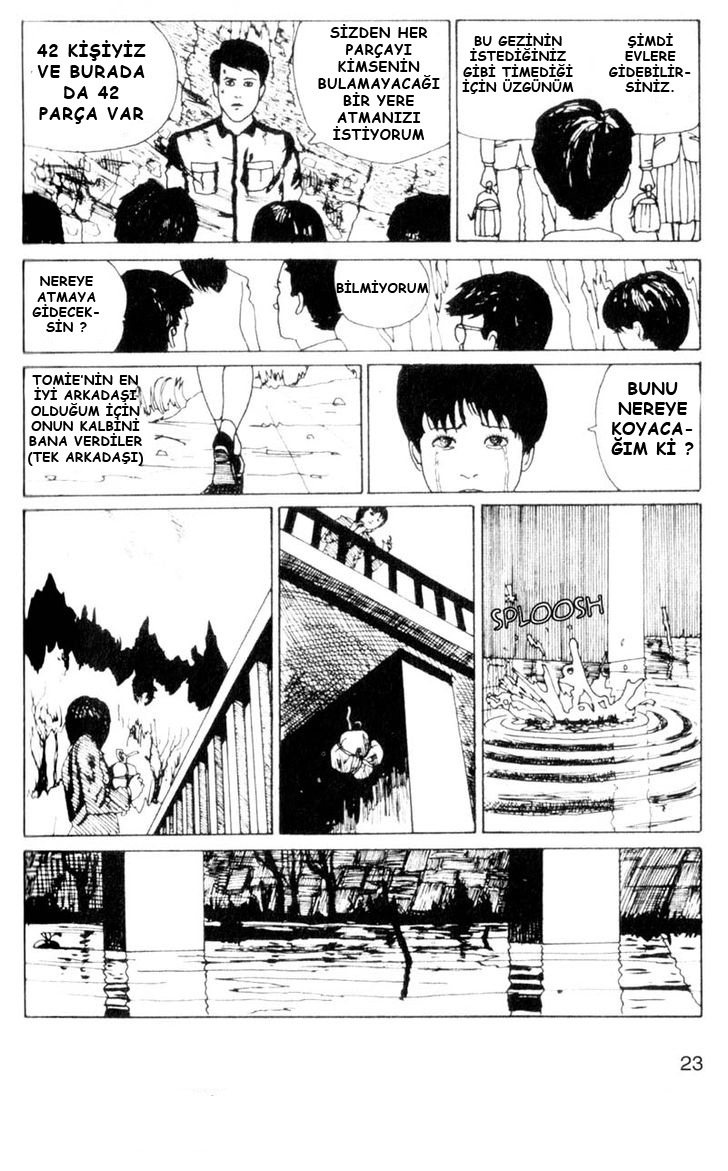 42 KİŞİYİZ
VE BURADA
DA 42
PARÇA VAR
SİZDEN HER
PARÇAYI
KİMSENİN
BULAMAYACAĞI
BİR YERE
ATMANIZI
İSTİYORUM
BU GEZİNİN
İSTEDİĞİNİZ
GİBİ TİMEDİĞİ
İÇİN ÜZGÜNÜM
ŞİMDİ
EVLERE
GİDEBİLİR-
SİNİZ.
NEREYE
ATMAYA
GİDECEK-
SİN ?
BİLMİYORUM
TOMİE'NİN EN
İYİ ARKADAŞI
OLDUĞUM İÇİN
ONUN KALBİNİ
BANA VERDİLER
(TEK ARKADAŞI)
BUNU
NEREYE
KOYACA-
ĞIM Kİ ?
SPLOOSH
23